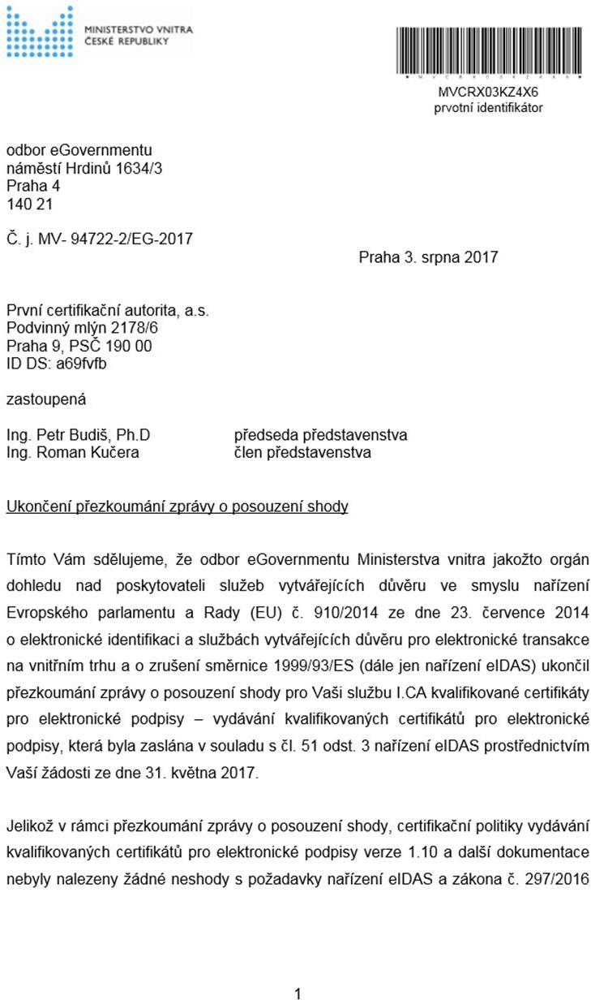 MINISTERSTVO VNITRA
ČESKÉ REPUBLIKY
* M V C R X 0 3 K Z 4 X 6 *
MVCRX03KZ4X6
prvotní identifikátor
odbor eGovernmentu
náměstí Hrdinů 1634/3
Praha 4
140 21
Č. j. MV- 94722-2/EG-2017
Praha 3. srpna 2017
První certifikační autorita, a.s.
Podvinný mlýn 2178/6
Praha 9, PSČ 190 00
ID DS: a69fvfb
zastoupená
Ing. Petr Budiš, Ph.D předseda představenstva
Ing. Roman Kučera člen představenstva
Ukončení přezkoumání zprávy o posouzení shody
Tímto Vám sdělujeme, že odbor eGovernmentu Ministerstva vnitra jakožto orgán
dohledu nad poskytovateli služeb vytvářejících důvěru ve smyslu nařízení
Evropského parlamentu a Rady (EU) č. 910/2014 ze dne 23. července 2014
o elektronické identifikaci a službách vytvářejících důvěru pro elektronické transakce
na vnitřním trhu a o zrušení směrnice 1999/93/ES (dále jen nařízení eIDAS) ukončil
přezkoumání zprávy o posouzení shody pro Vaši službu I.CA kvalifikované certifikáty
pro elektronické podpisy – vydávání kvalifikovaných certifikátů pro elektronické
podpisy, která byla zaslána v souladu s čl. 51 odst. 3 nařízení eIDAS prostřednictvím
Vaší žádosti ze dne 31. května 2017.
Jelikož v rámci přezkoumání zprávy o posouzení shody, certifikační politiky vydávání
kvalifikovaných certifikátů pro elektronické podpisy verze 1.10 a další dokumentace
nebyly nalezeny žádné neshody s požadavky nařízení eIDAS a zákona č. 297/2016
1